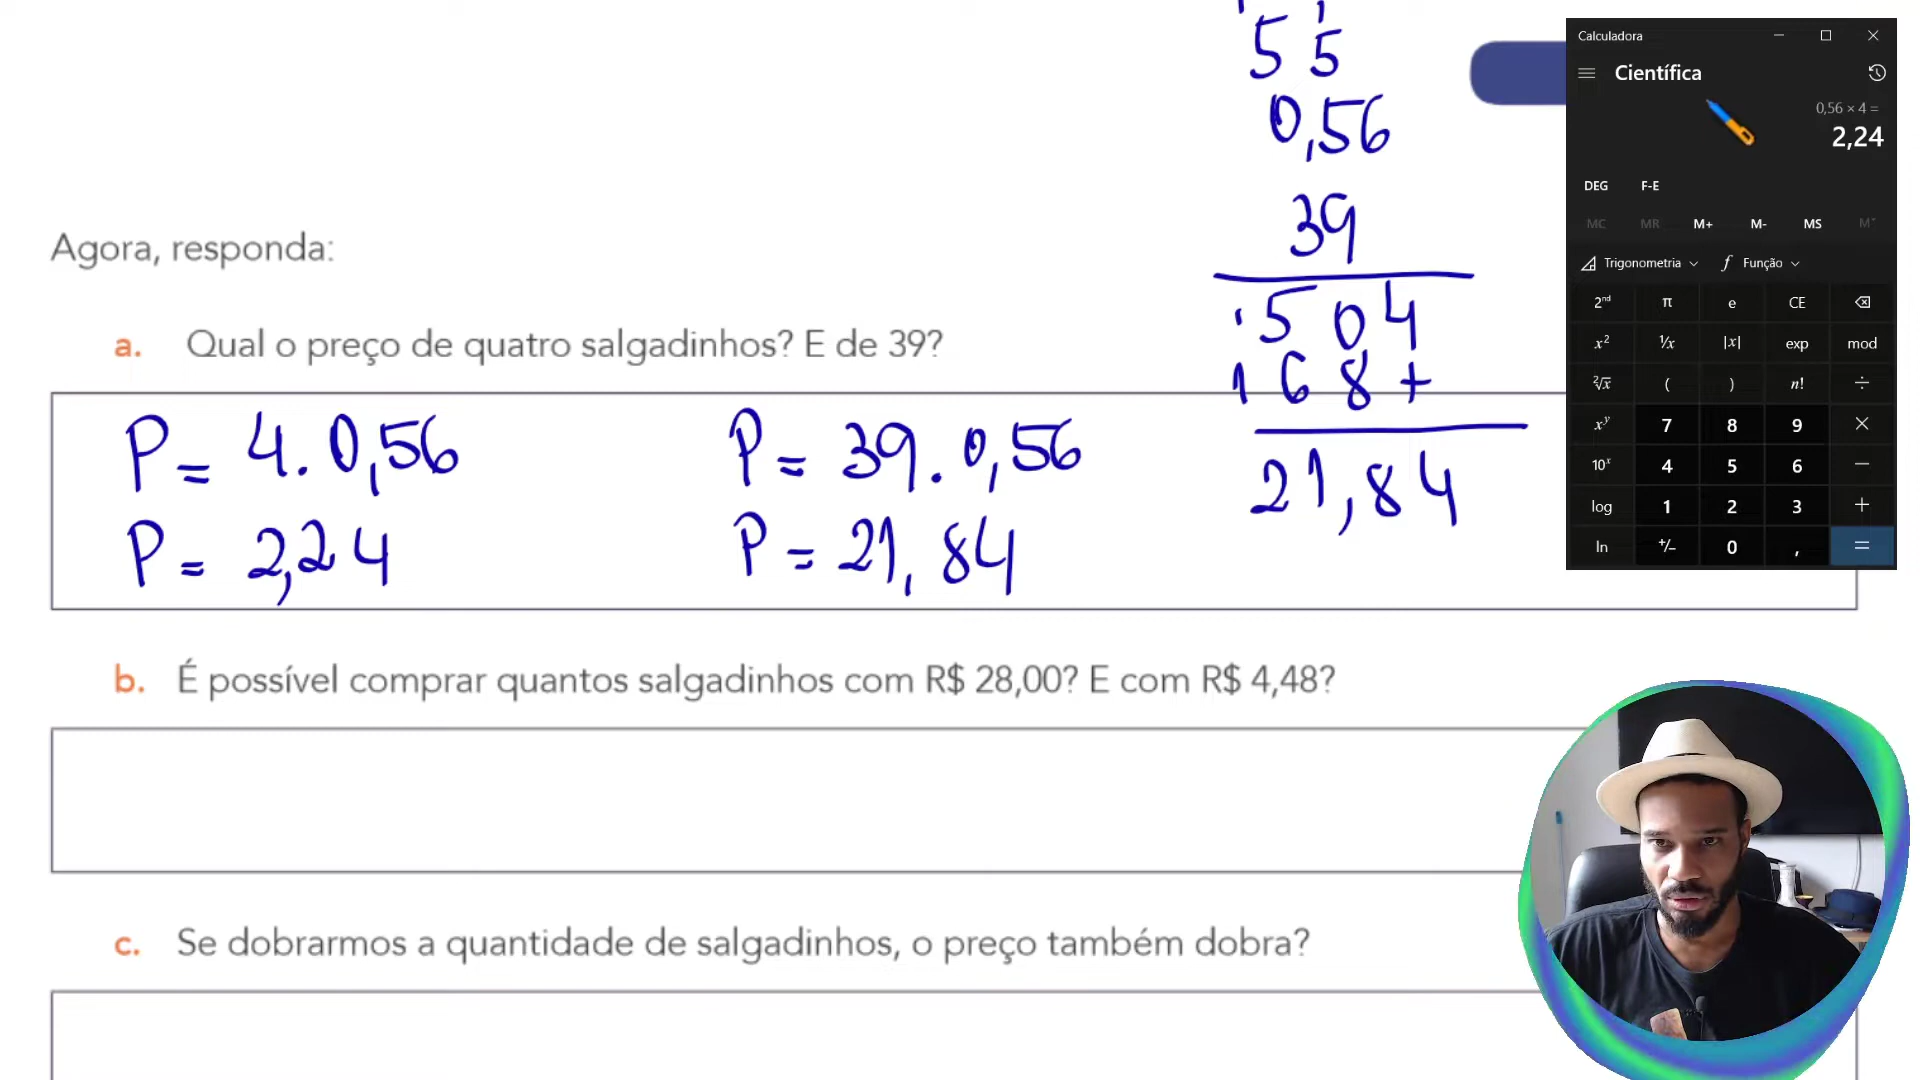 5 5
0,56
39
504
168+
21,84
Agora, responda:
a. Qual o preço de quatro salgadinhos? E de 39?
P = 4 . 0,56
P = 39 . 0,56
P = 2,24
P = 21,84
b. É possível comprar quantos salgadinhos com R$ 28,00? E com R$ 4,48?
c. Se dobrarmos a quantidade de salgadinhos, o preço também dobra?
Calculadora
Científica
0,56 × 4 =
2,24
DEG F-E
MC MR M+ M- MS M˅
Trigonometria f Função
2nd π e CE
x² ¹/x |x| exp mod
²√x ( ) n! ÷
xʸ 7 8 9 ×
10ˣ 4 5 6 −
log 1 2 3 +
ln +/− 0 , =